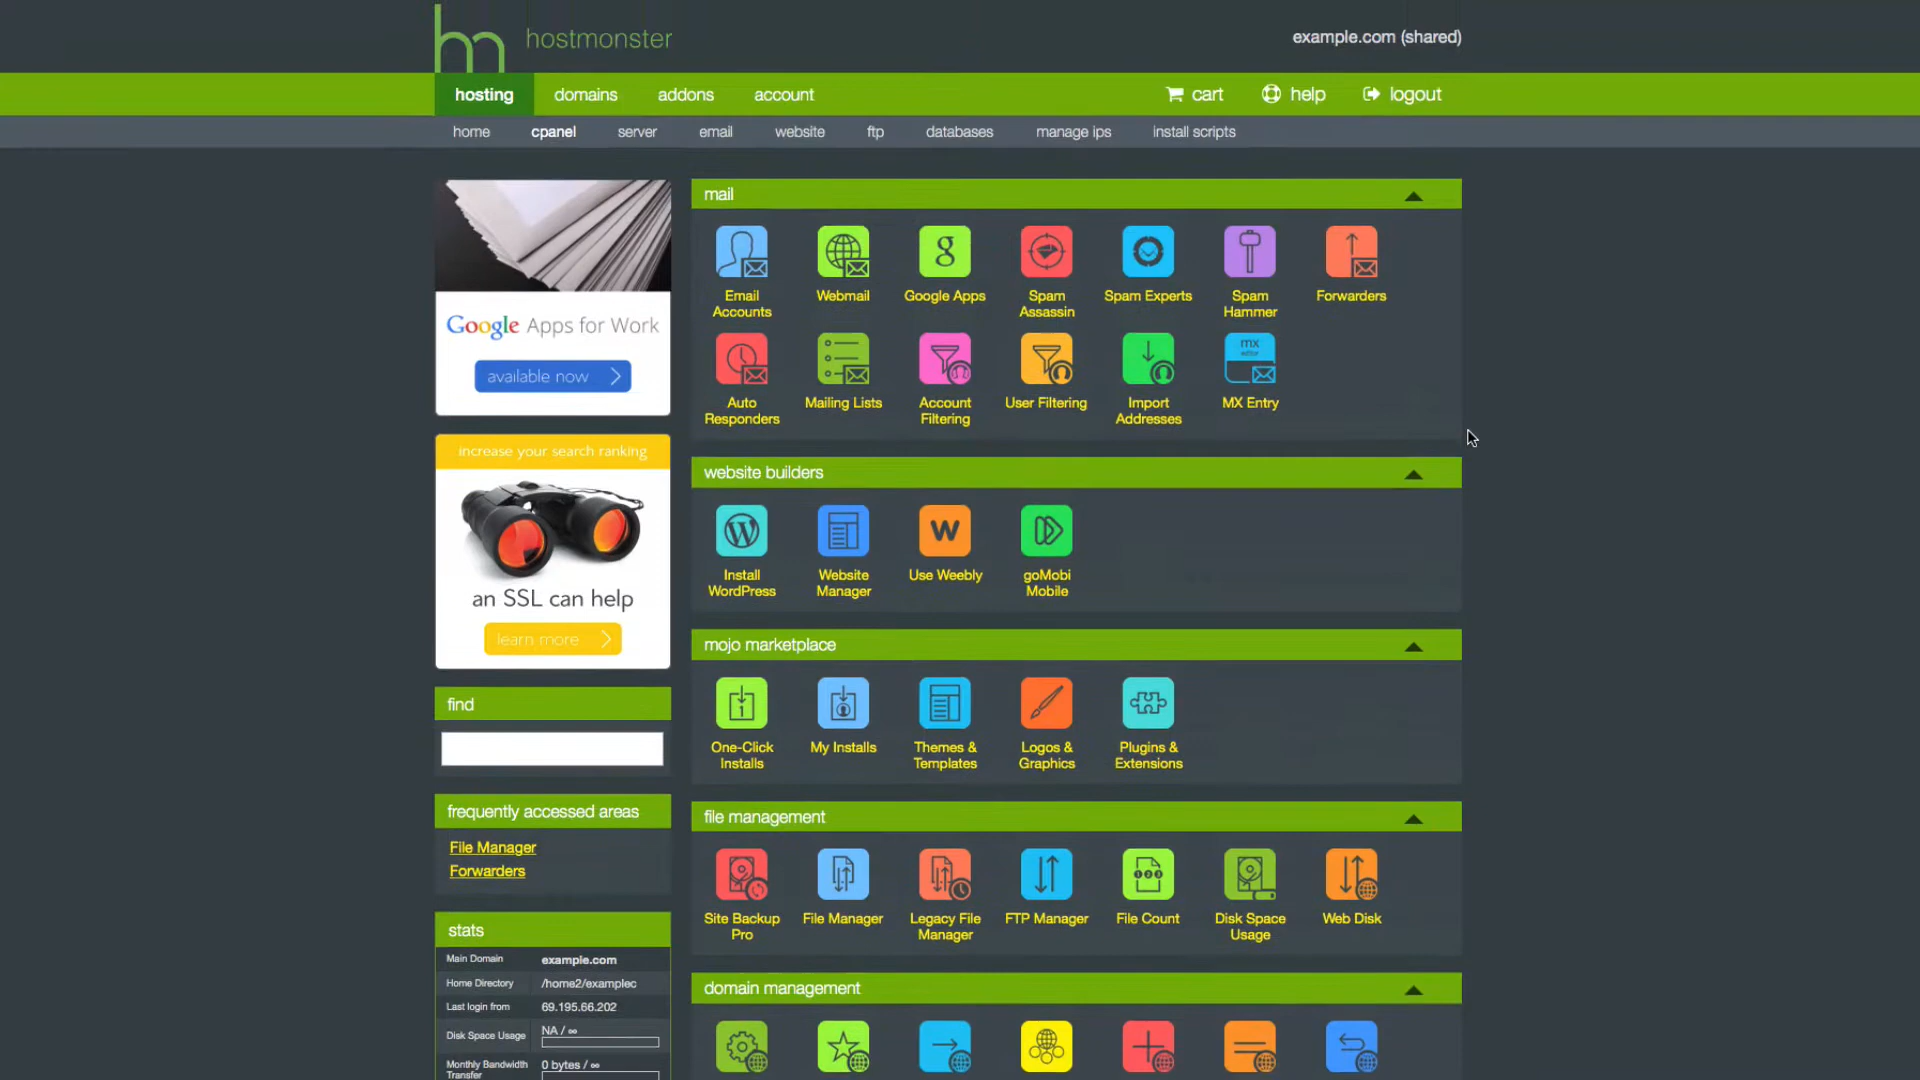 hostmonster
example.com (shared)
hosting domains addons account cart help logout
home cpanel server email website ftp databases manage ips install scripts
Google Apps for Work
available now
increase your search ranking
an SSL can help
learn more
find
frequently accessed areas
File Manager
Forwarders
stats
Main Domain example.com
Home Directory /home2/examplec
Last login from 69.195.66.202
Disk Space Usage NA / ∞
Monthly Bandwidth
Transfer
0 bytes / ∞
mail
Email
Accounts
Webmail
g
Google Apps
Spam
Assassin
Spam Experts
Spam
Hammer
Forwarders
Auto
Responders
Mailing Lists
Account
Filtering
User Filtering
Import
Addresses
mx
editor
MX Entry
website builders
Install
WordPress
Website
Manager
W
Use Weebly
goMobi
Mobile
mojo marketplace
1
One-Click
Installs
My Installs
Themes &
Templates
Logos &
Graphics
Plugins &
Extensions
file management
Site Backup
Pro
File Manager
Legacy File
Manager
FTP Manager
1 2 3
File Count
Disk Space
Usage
Web Disk
domain management